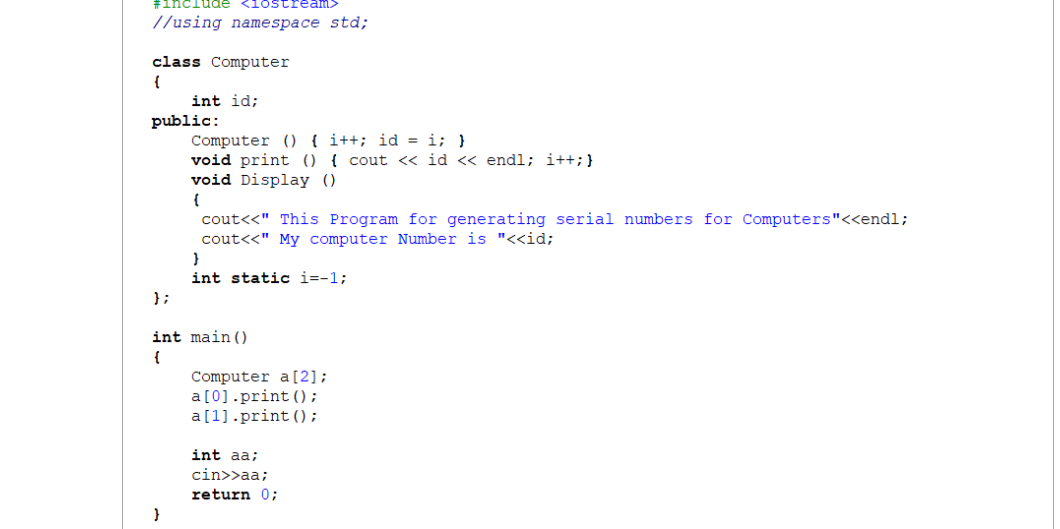 #include <iostream>
//using namespace std;
class Computer
{
int id;
public:
Computer () { i++; id = i; }
void print () { cout << id << endl; i++;}
void Display ()
{
cout<<" This Program for generating serial numbers for Computers"<<endl;
cout<<" My computer Number is "<<id;
}
int static i=-1;
};
int main()
{
Computer a[2];
a[0].print();
a[1].print();
int aa;
cin>>aa;
return 0;
}